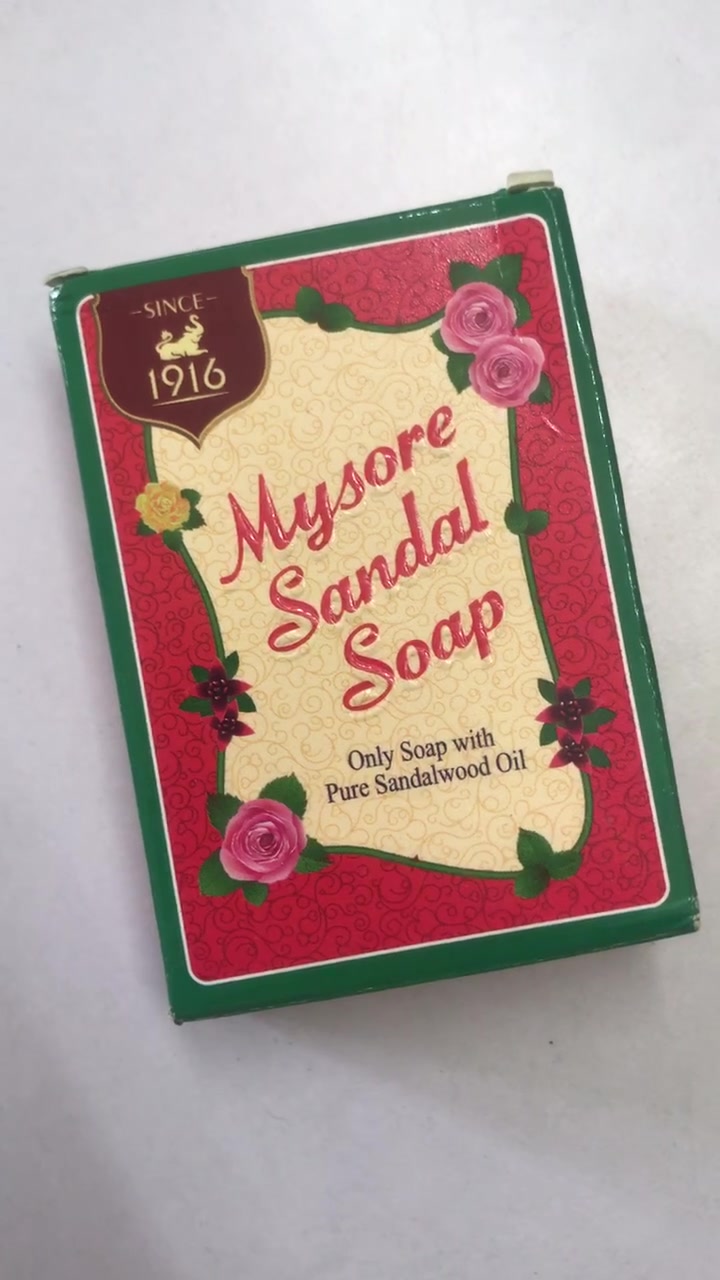 -SINCE-
1916
Mysore
Sandal
Soap
Only Soap with
Pure Sandalwood Oil